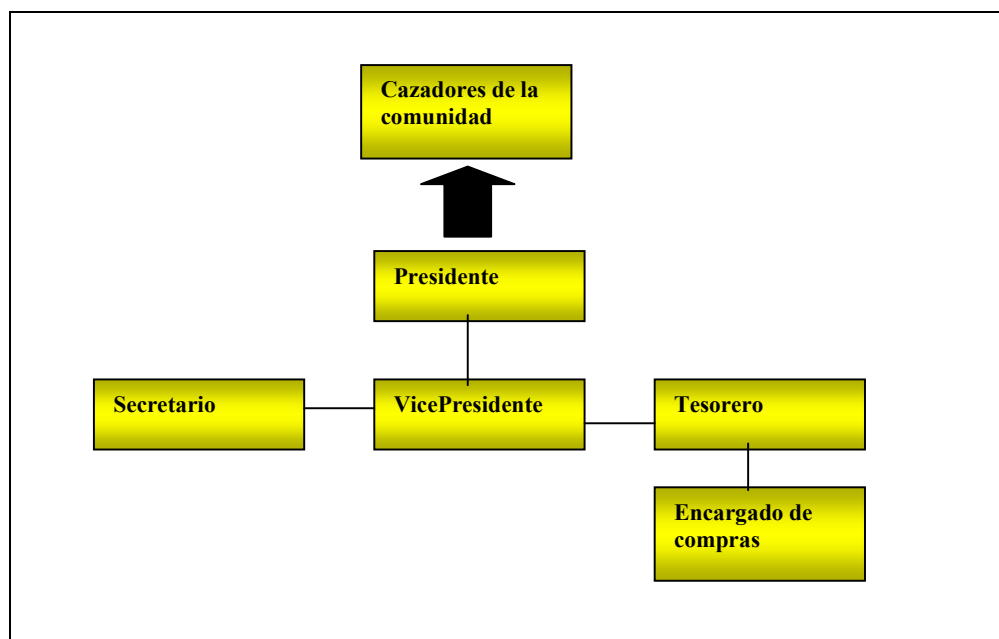 Cazadores de la
comunidad
Presidente
Secretario
VicePresidente
Tesorero
Encargado de
compras